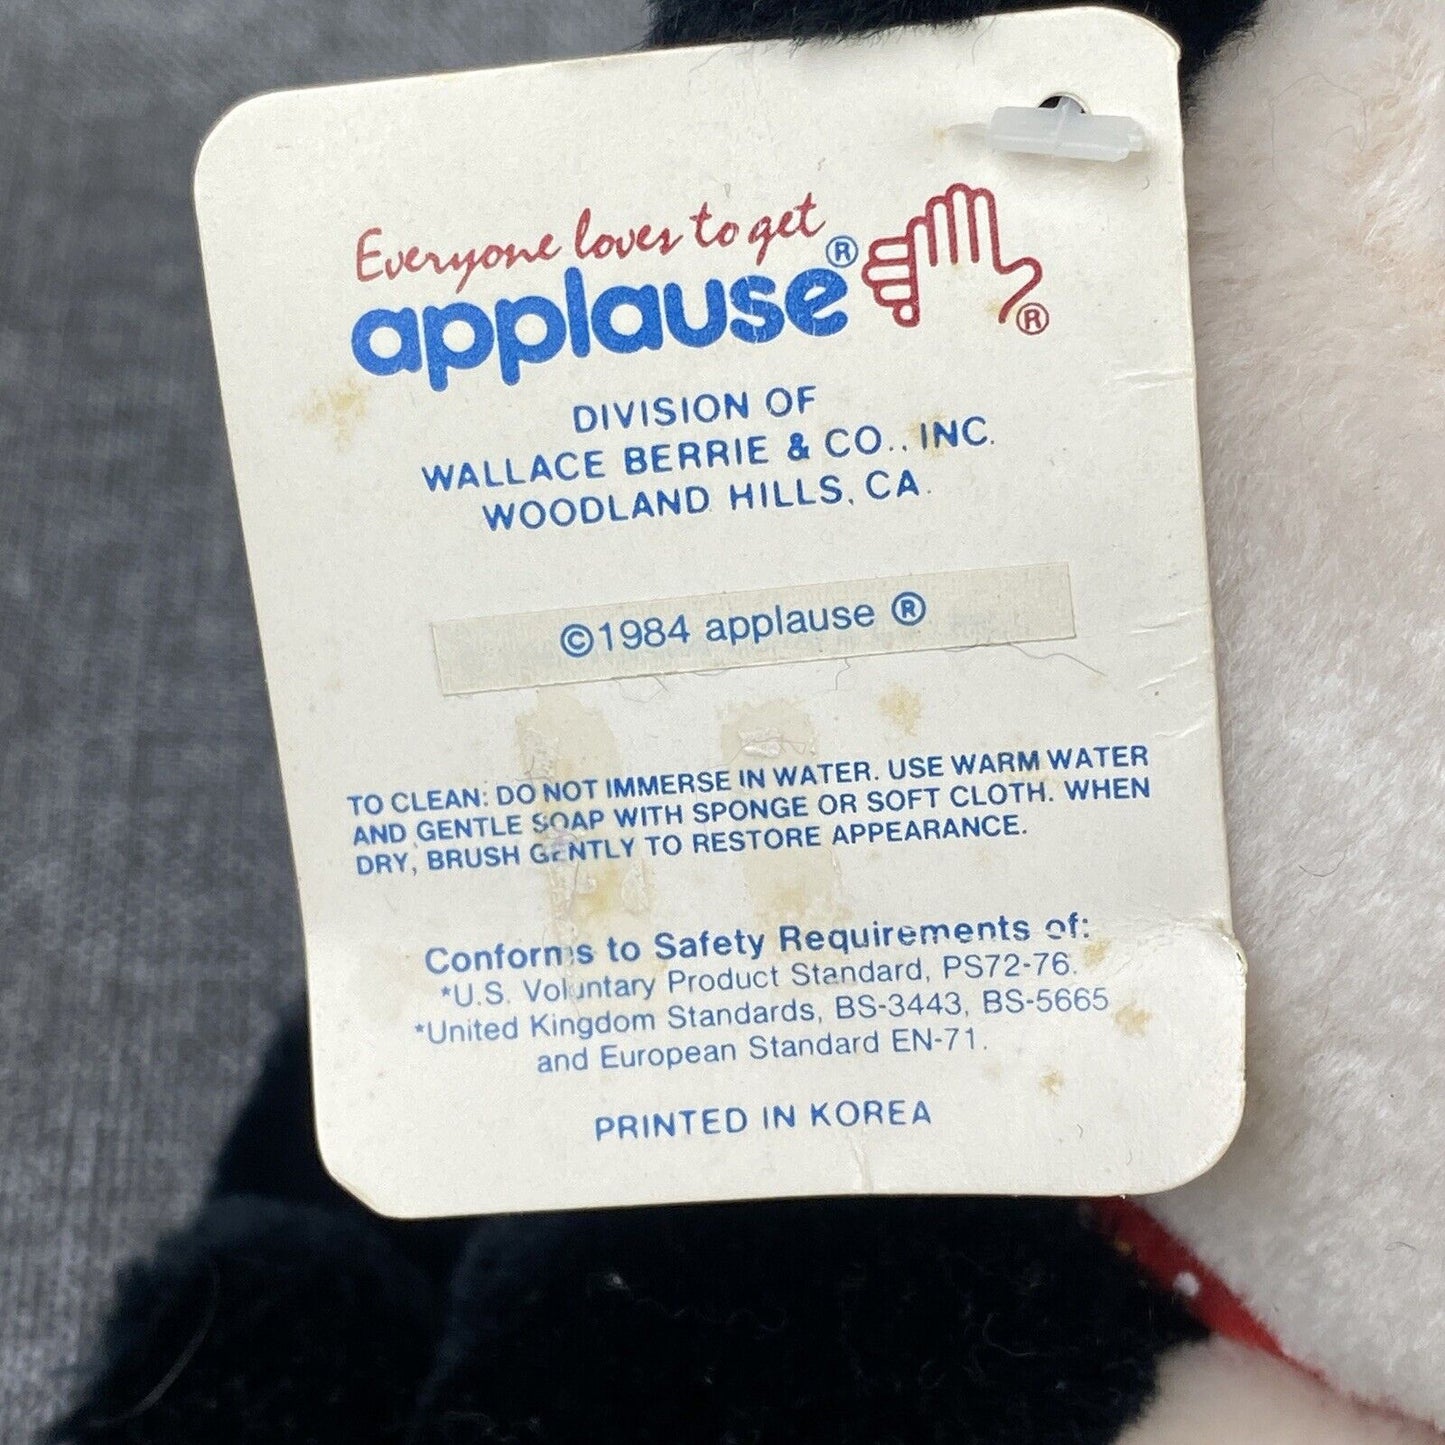 Everyone loves to get
applause® ®
DIVISION OF
WALLACE BERRIE & CO., INC.
WOODLAND HILLS, CA.
©1984 applause ®
TO CLEAN: DO NOT IMMERSE IN WATER. USE WARM WATER
AND GENTLE SOAP WITH SPONGE OR SOFT CLOTH. WHEN
DRY, BRUSH GENTLY TO RESTORE APPEARANCE.
Conforms to Safety Requirements of:
*U.S. Voluntary Product Standard, PS72-76.
*United Kingdom Standards, BS-3443, BS-5665
and European Standard EN-71.
PRINTED IN KOREA